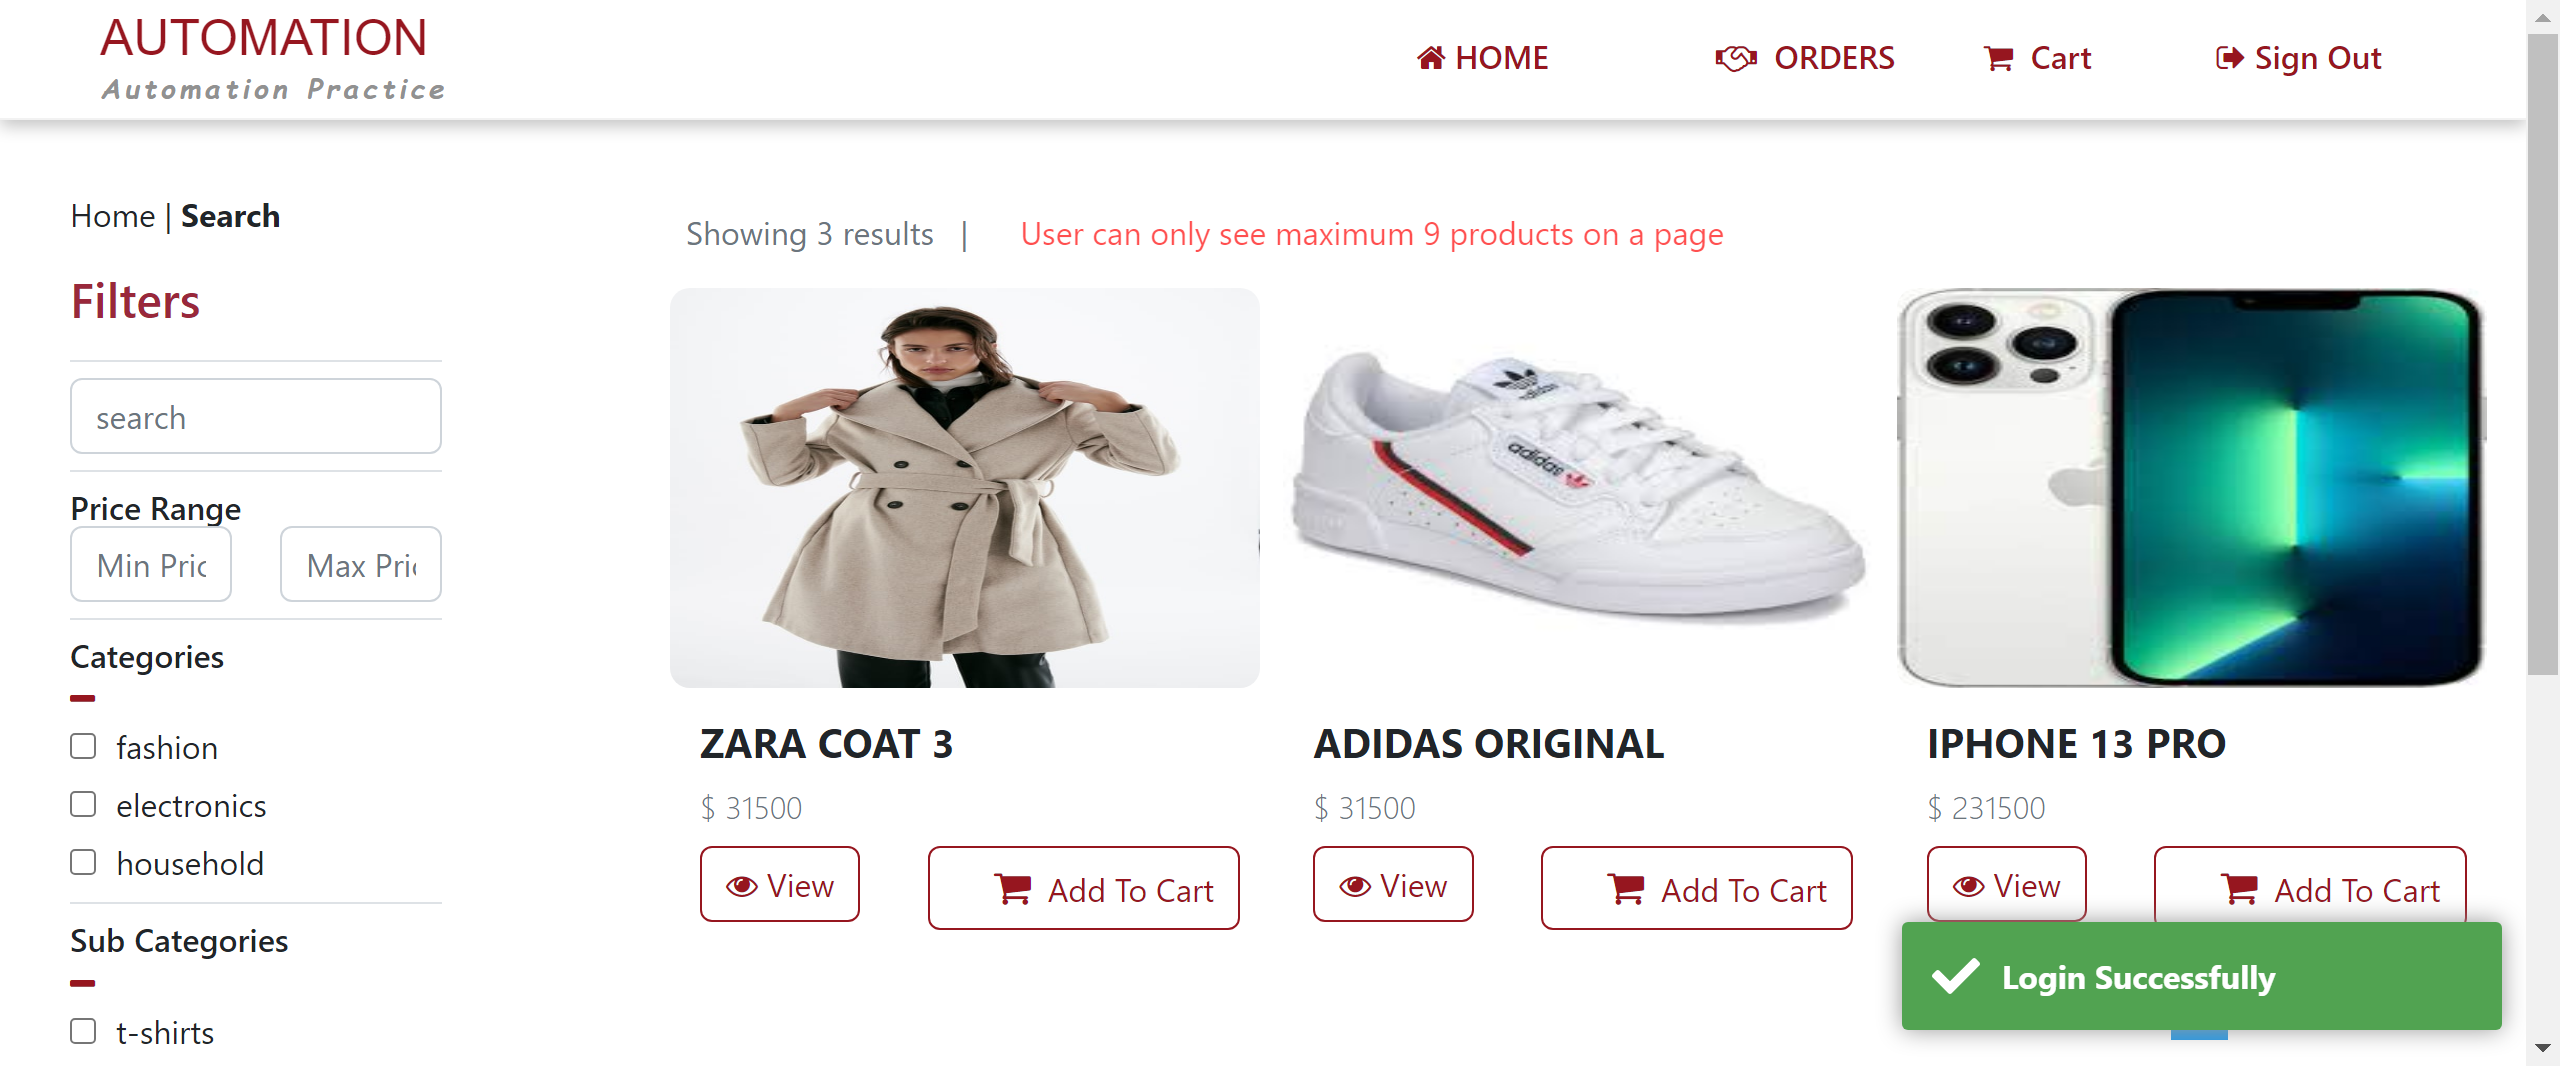 AUTOMATION
Automation Practice
HOME
ORDERS
Cart
Sign Out
Home | Search
Showing 3 results |
User can only see maximum 9 products on a page
Filters
search
Price Range
Min Pric
Max Pri
Categories
fashion
electronics
household
Sub Categories
t-shirts
adidas
adidas
ZARA COAT 3
$ 31500
View
Add To Cart
ADIDAS ORIGINAL
$ 31500
View
Add To Cart
IPHONE 13 PRO
$ 231500
View
Add To Cart
Login Successfully